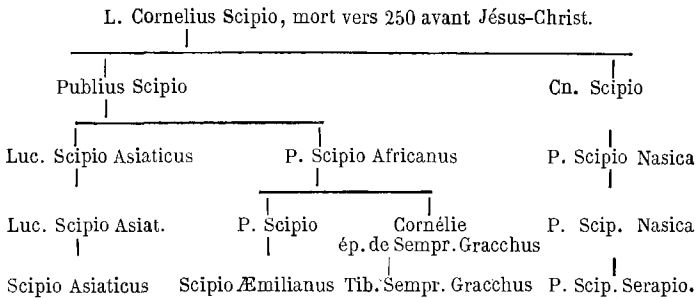 L. Cornelius Scipio, mort vers 250 avant Jésus-Christ.
Publius Scipio Cn. Scipio
Luc. Scipio Asiaticus P. Scipio Africanus P. Scipio Nasica
Luc. Scipio Asiat. P. Scipio Cornélie P. Scip. Nasica
ép. de Sempr. Gracchus
Scipio Asiaticus Scipio Æmilianus Tib. Sempr. Gracchus P. Scip. Serapio.